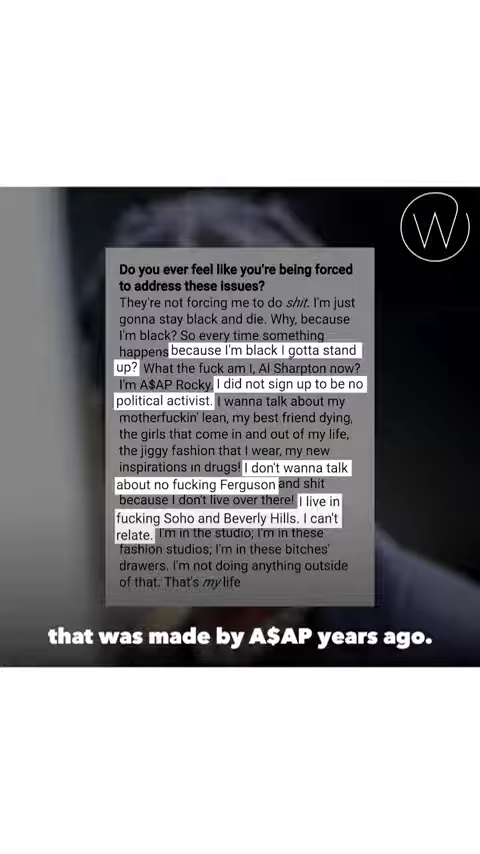 W
Do you ever feel like you're being forced
to address these issues?
They're not forcing me to do shit. I'm just
gonna stay black and die. Why, because
I'm black? So every time something
happens because I'm black I gotta stand
up? What the fuck am I, Al Sharpton now?
I'm A$AP Rocky. I did not sign up to be no
political activist. I wanna talk about my
motherfuckin' lean, my best friend dying,
the girls that come in and out of my life,
the jiggy fashion that I wear, my new
inspirations in drugs! I don't wanna talk
about no fucking Ferguson and shit
because I don't live over there! I live in
fucking Soho and Beverly Hills. I can't
relate. I'm in the studio; I'm in these
fashion studios; I'm in these bitches'
drawers. I'm not doing anything outside
of that. That's my life
that was made by A$AP years ago.